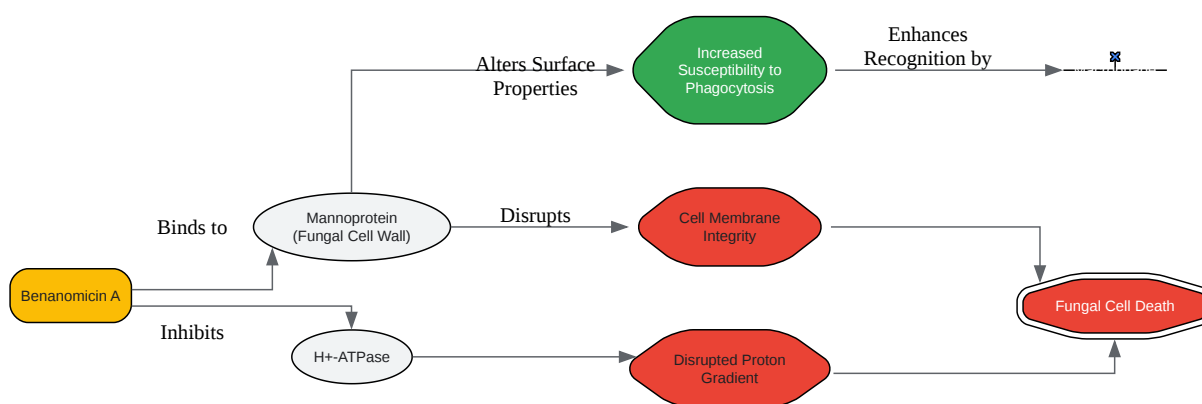 Increased
Susceptibility to
Phagocytosis
Enhances
Recognition by
Alters Surface
Properties
Binds to
Mannoprotein
(Fungal Cell Wall)
Disrupts
Cell Membrane
Integrity
Benanomicin A
Inhibits
H+-ATPase
Disrupted Proton
Gradient
Fungal Cell Death